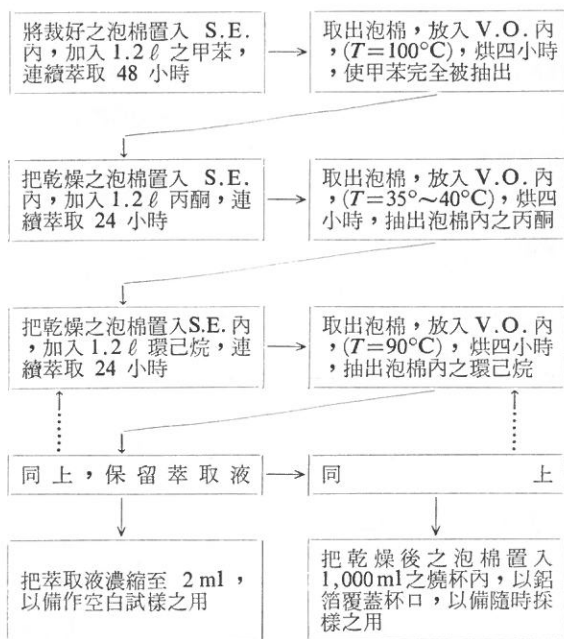 將裁好之泡棉置入 S.E.
內，加入 1.2 ℓ 之甲苯，
連續萃取 48 小時
取出泡棉，放入 V.O. 內
，(T=100°C)，烘四小時
，使甲苯完全被抽出
把乾燥之泡棉置入 S.E.
內，加入 1.2 ℓ 丙酮，連
續萃取 24 小時
取出泡棉，放入 V.O. 內
，(T=35°～40°C)，烘四
小時，抽出泡棉內之丙酮
把乾燥之泡棉置入S.E.內
，加入 1.2 ℓ 環己烷，連
續萃取 24 小時
取出泡棉，放入 V.O. 內
，(T=90°C)，烘四小時
，抽出泡棉內之環己烷
同上，保留萃取液
同上
把萃取液濃縮至 2 ml，
以備作空白試樣之用
把乾燥後之泡棉置入
1,000 ml 之燒杯內，以鋁
箔覆蓋杯口，以備隨時採
樣之用